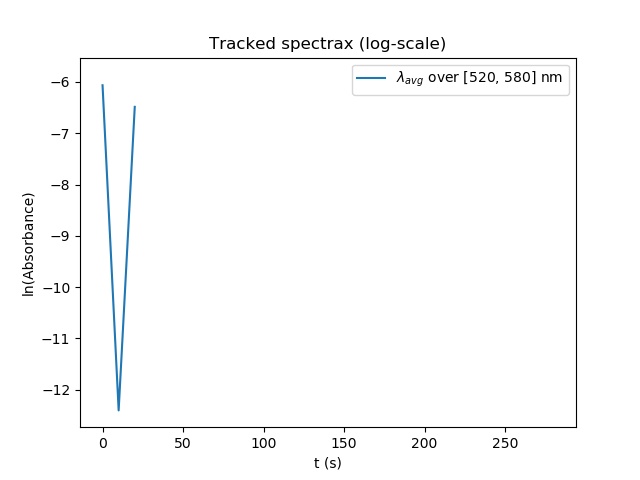 Tracked spectrax (log-scale)
λavg over [520, 580] nm
ln(Absorbance)
−6
−7
−8
−9
−10
−11
−12
0 50 100 150 200 250
t (s)